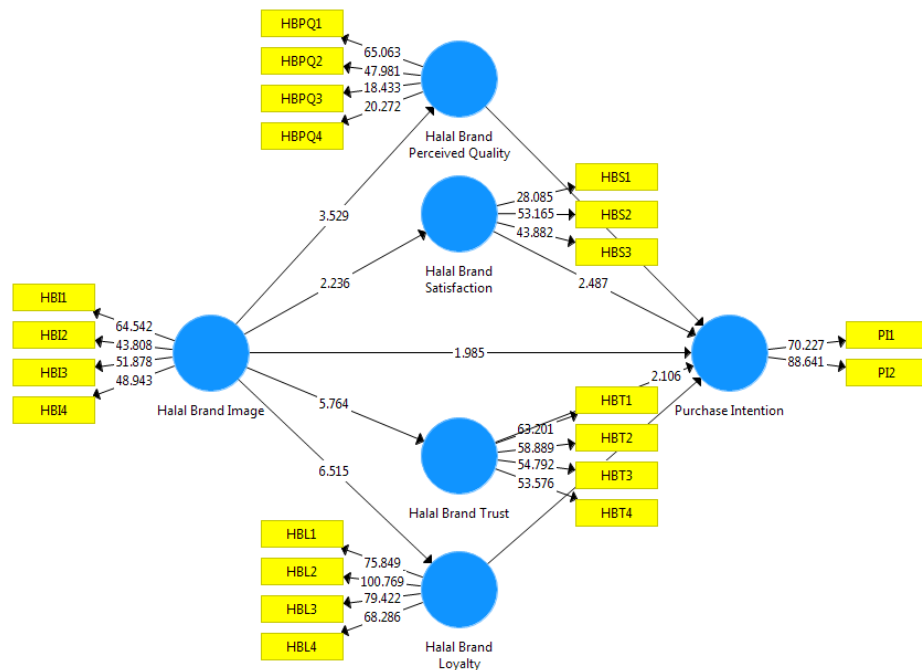 HBPQ1
HBPQ2
HBPQ3
HBPQ4
65.063
47.981
18.433
20.272
Halal Brand
Perceived Quality
HBS1
HBS2
HBS3
28.085
53.165
43.882
Halal Brand
Satisfaction
3.529
2.236
2.487
HBI1
HBI2
HBI3
HBI4
64.542
43.808
51.878
48.943
Halal Brand Image
1.985
PI1
PI2
70.227
88.641
Purchase Intention
5.764
6.515
2.106
HBT1
HBT2
HBT3
HBT4
63.201
58.889
54.792
53.576
Halal Brand Trust
HBL1
HBL2
HBL3
HBL4
75.849
100.769
79.422
68.286
Halal Brand
Loyalty